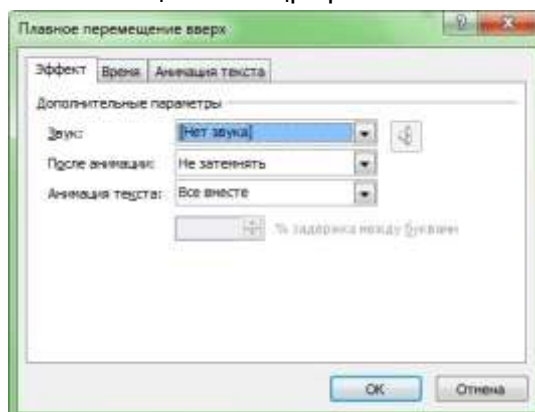 Плавное перемещение вверх
Эффект Время Анимация текста
Дополнительные параметры
Звук: [Нет звука]
После анимации: Не затемнять
Анимация текста: Все вместе
% задержка между буквами
ОК Отмена